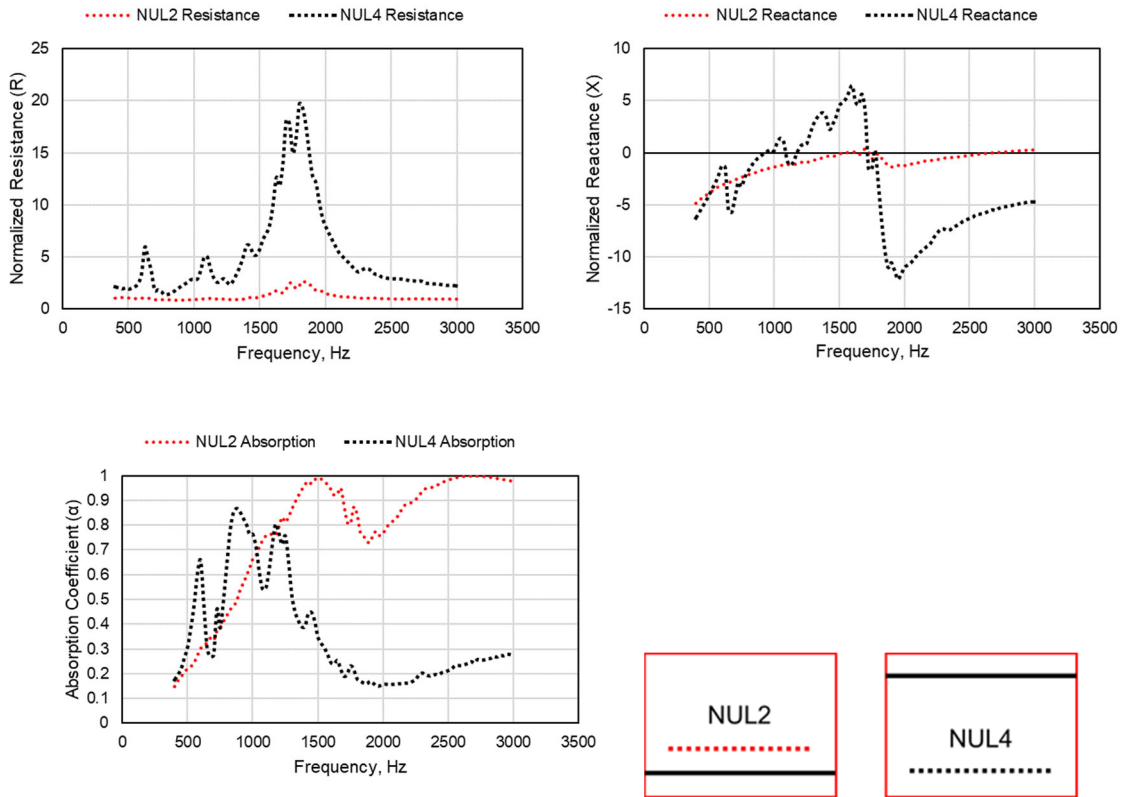 NUL2 Resistance NUL4 Resistance
25
20
15
10
5
0
Normalized Resistance (R)
0 500 1000 1500 2000 2500 3000 3500
Frequency, Hz
NUL2 Reactance NUL4 Reactance
10
5
0
-5
-10
-15
Normalized Reactance (X)
0 500 1000 1500 2000 2500 3000 3500
Frequency, Hz
NUL2 Absorption NUL4 Absorption
1
0.9
0.8
0.7
0.6
0.5
0.4
0.3
0.2
0.1
0
Absorption Coefficient (α)
0 500 1000 1500 2000 2500 3000 3500
Frequency, Hz
NUL2
NUL4